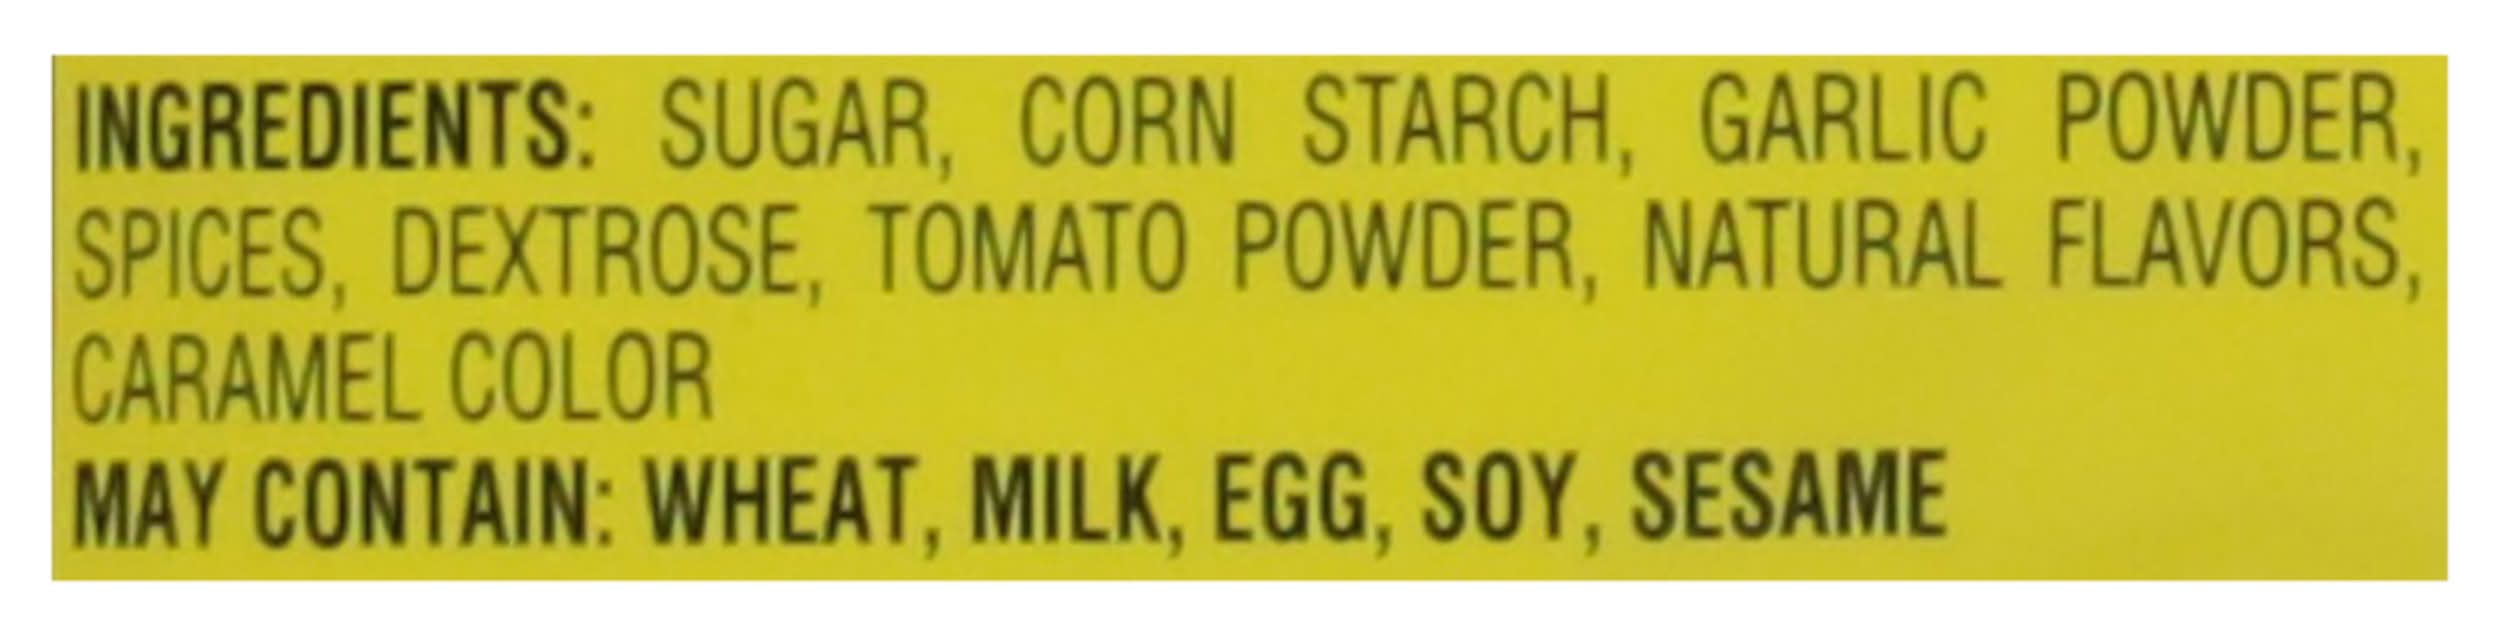 INGREDIENTS: SUGAR, CORN STARCH, GARLIC POWDER,
SPICES, DEXTROSE, TOMATO POWDER, NATURAL FLAVORS,
CARAMEL COLOR
MAY CONTAIN: WHEAT, MILK, EGG, SOY, SESAME